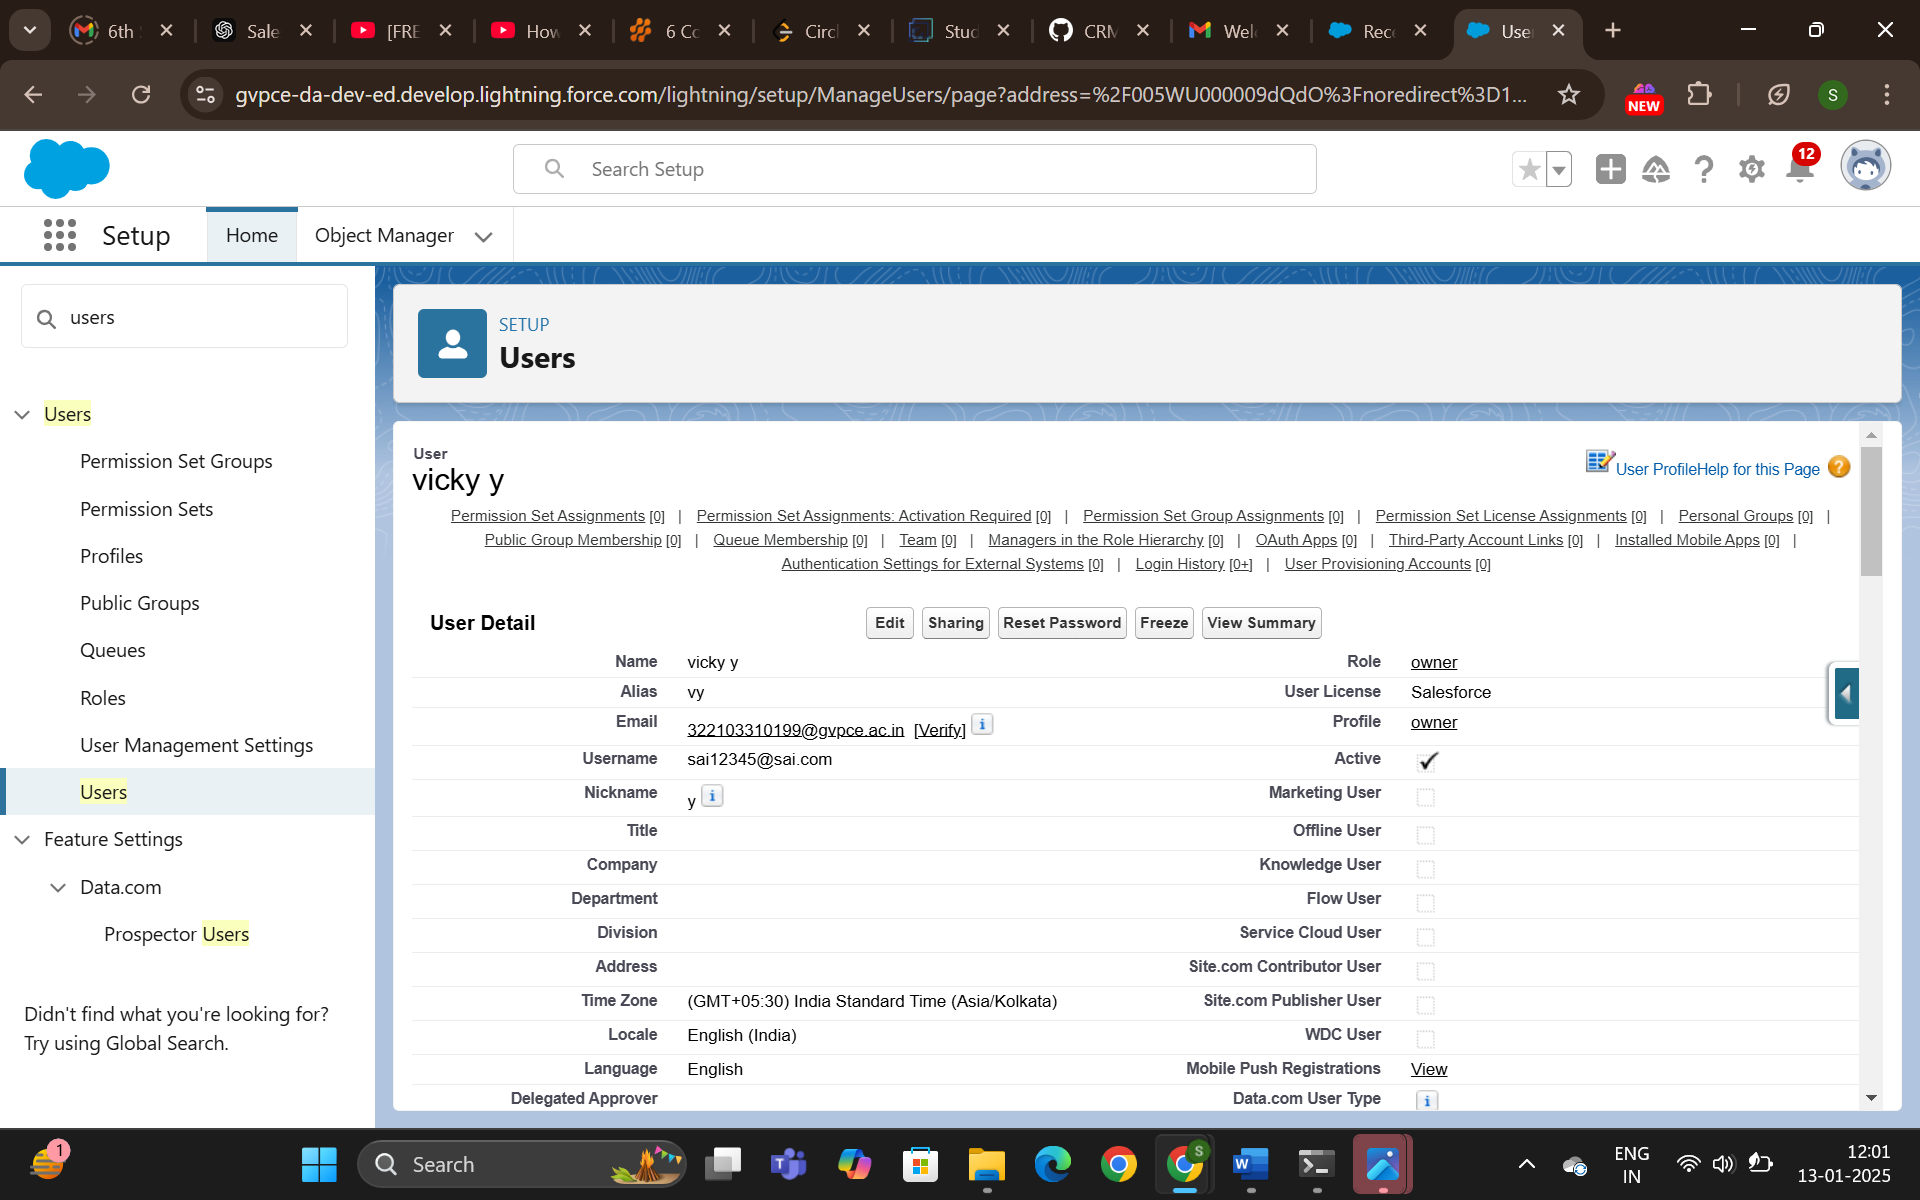 6th
Sale
[FRE
How
6 Co
Circl
Stud
CRM
Wel
Rec
User
gvpce-da-dev-ed.develop.lightning.force.com/lightning/setup/ManageUsers/page?address=%2F005WU000009dQdO%3Fnoredirect%3D1...
NEW
S
Search Setup
12
Setup
Home
Object Manager
users
Users
Permission Set Groups
Permission Sets
Profiles
Public Groups
Queues
Roles
User Management Settings
Users
Feature Settings
Data.com
Prospector Users
Didn't find what you're looking for?
Try using Global Search.
SETUP
Users
User
vicky y
User Profile Help for this Page ?
Permission Set Assignments [0] | Permission Set Assignments: Activation Required [0] | Permission Set Group Assignments [0] | Permission Set License Assignments [0] | Personal Groups [0] |
Public Group Membership [0] | Queue Membership [0] | Team [0] | Managers in the Role Hierarchy [0] | OAuth Apps [0] | Third-Party Account Links [0] | Installed Mobile Apps [0] |
Authentication Settings for External Systems [0] | Login History [0+] | User Provisioning Accounts [0]
User Detail
Edit Sharing Reset Password Freeze View Summary
Name vicky y Role owner
Alias vy User License Salesforce
Email 322103310199@gvpce.ac.in [Verify] i Profile owner
Username sai12345@sai.com Active
Nickname y i Marketing User
Title Offline User
Company Knowledge User
Department Flow User
Division Service Cloud User
Address Site.com Contributor User
Time Zone (GMT+05:30) India Standard Time (Asia/Kolkata) Site.com Publisher User
Locale English (India) WDC User
Language English Mobile Push Registrations View
Delegated Approver Data.com User Type i
1
Search
S
ENG
IN
12:01
13-01-2025